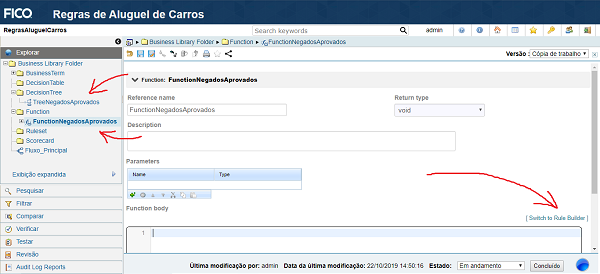 FICO Regras de Aluguel de Carros
RegrasAluguelCarros Search keywords admin
Explorar
Business Library Folder
BusinessTerm
DecisionTable
DecisionTree
TreeNegadosAprovados
Function
FunctionNegadosAprovados
Ruleset
Scorecard
Fluxo_Principal
Exibição expandida
Pesquisar
Filtrar
Comparar
Verificar
Testar
Revisão
Audit Log Reports
Business Library Folder Function FunctionNegadosAprovados
Versão : Cópia de trabalho
Function: FunctionNegadosAprovados
Reference name Return type
FunctionNegadosAprovados void
Description
Parameters
Name Type
Function body
[ Switch to Rule Builder ]
1
Última modificação por: admin Data da última modificação: 22/10/2019 14:50:16 Estado: Em andamento Concluído